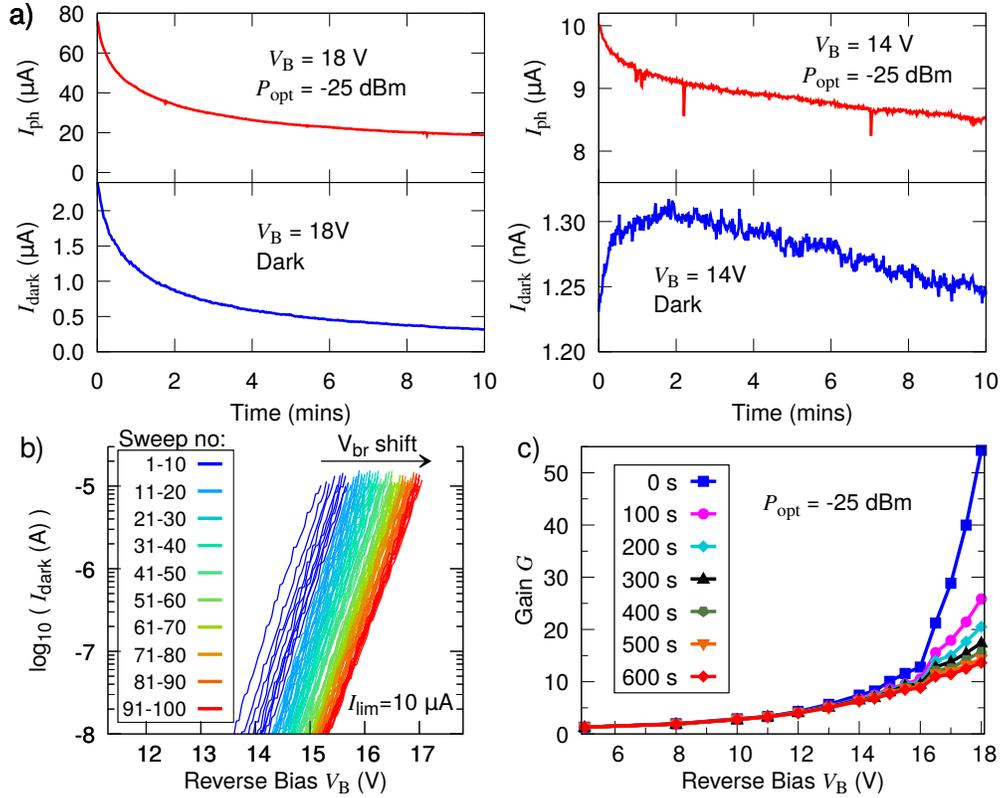 a)
80
60
40
20
0
I_ph (µA)
V_B = 18 V
P_opt = -25 dBm
10
9
8
I_ph (µA)
V_B = 14 V
P_opt = -25 dBm
2.0
1.5
1.0
0.5
0.0
I_dark (µA)
V_B = 18V
Dark
0 2 4 6 8 10
Time (mins)
1.30
1.25
1.20
I_dark (nA)
V_B = 14V
Dark
0 2 4 6 8 10
Time (mins)
b)
Sweep no:
1-10
11-20
21-30
31-40
41-50
51-60
61-70
71-80
81-90
91-100
V_br shift
-5
-6
-7
-8
log10 ( I_dark (A) )
I_lim=10 µA
12 13 14 15 16 17
Reverse Bias V_B (V)
c)
50
40
30
20
10
0
Gain G
0 s
100 s
200 s
300 s
400 s
500 s
600 s
P_opt = -25 dBm
6 8 10 12 14 16 18
Reverse Bias V_B (V)